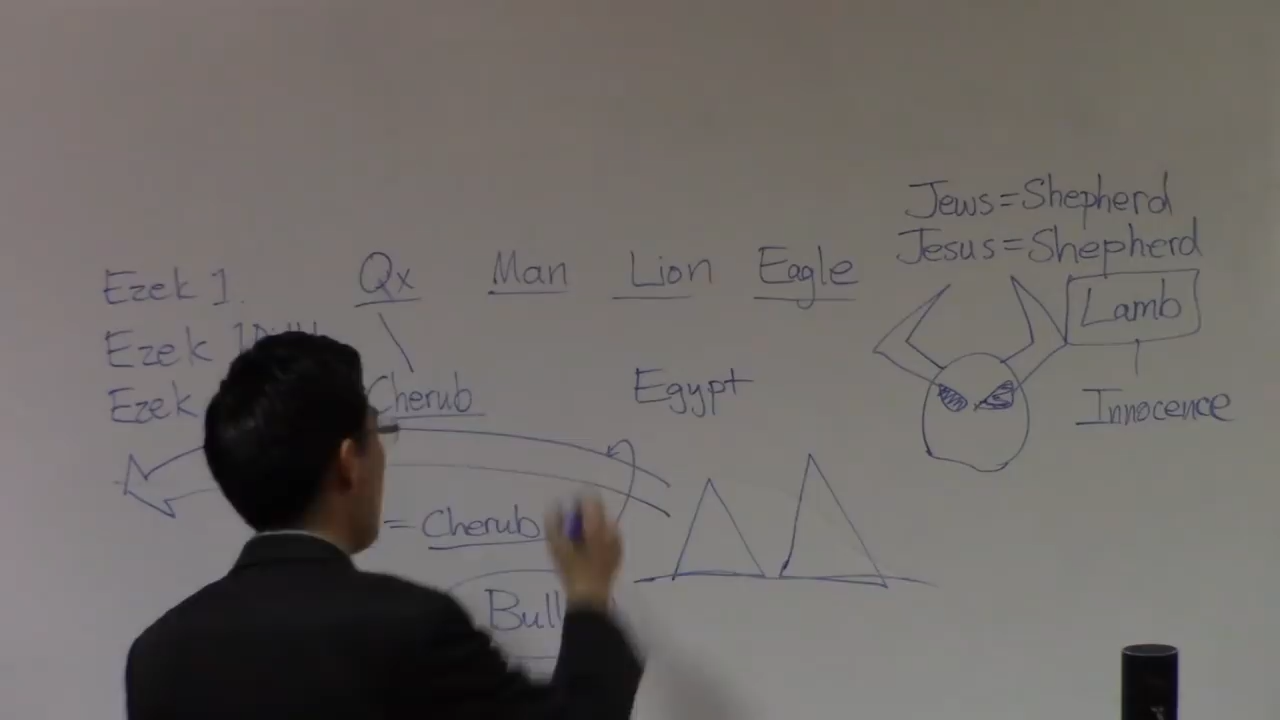 Jews=Shepherd
Jesus=Shepherd
Ezek 1. Qx Man Lion Eagle
Lamb
Ezek
Ezek Cherub Egypt
Innocence
= Cherub
Bull